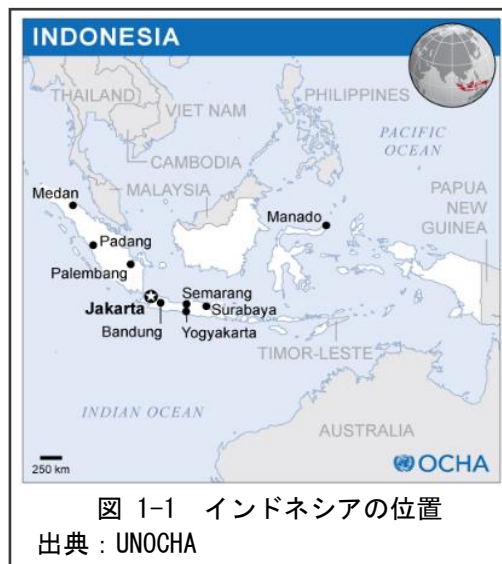 INDONESIA
THAILAND
VIET NAM
PHILIPPINES
PACIFIC
OCEAN
CAMBODIA
MALAYSIA
Medan
Manado
PAPUA
NEW
GUINEA
Padang
Palembang
Jakarta
Semarang
Surabaya
Bandung
Yogyakarta
TIMOR-LESTE
INDIAN OCEAN
AUSTRALIA
250 km
OCHA
図 1-1 インドネシアの位置
出典：UNOCHA